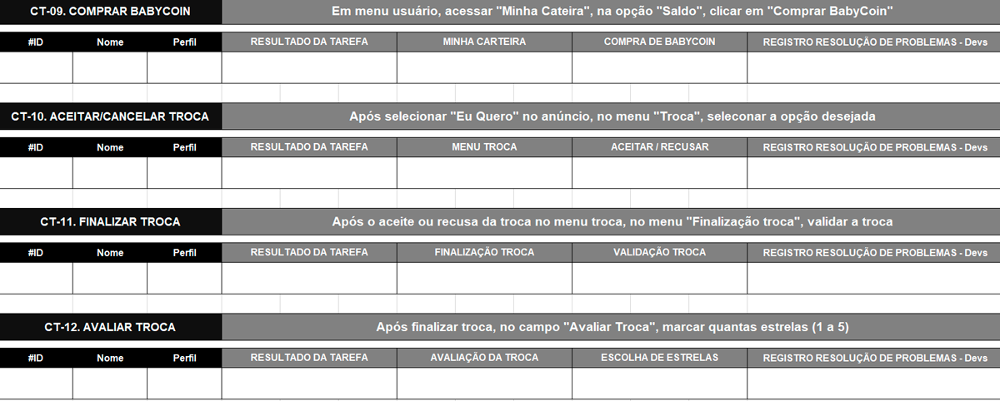 CT-09. COMPRAR BABYCOIN Em menu usuário, acessar "Minha Cateira", na opção "Saldo", clicar em "Comprar BabyCoin"
#ID Nome Perfil RESULTADO DA TAREFA MINHA CARTEIRA COMPRA DE BABYCOIN REGISTRO RESOLUÇÃO DE PROBLEMAS - Devs
CT-10. ACEITAR/CANCELAR TROCA Após selecionar "Eu Quero" no anúncio, no menu "Troca", seleconar a opção desejada
#ID Nome Perfil RESULTADO DA TAREFA MENU TROCA ACEITAR / RECUSAR REGISTRO RESOLUÇÃO DE PROBLEMAS - Devs
CT-11. FINALIZAR TROCA Após o aceite ou recusa da troca no menu troca, no menu "Finalização troca", validar a troca
#ID Nome Perfil RESULTADO DA TAREFA FINALIZAÇÃO TROCA VALIDAÇÃO TROCA REGISTRO RESOLUÇÃO DE PROBLEMAS - Devs
CT-12. AVALIAR TROCA Após finalizar troca, no campo "Avaliar Troca", marcar quantas estrelas (1 a 5)
#ID Nome Perfil RESULTADO DA TAREFA AVALIAÇÃO DA TROCA ESCOLHA DE ESTRELAS REGISTRO RESOLUÇÃO DE PROBLEMAS - Devs